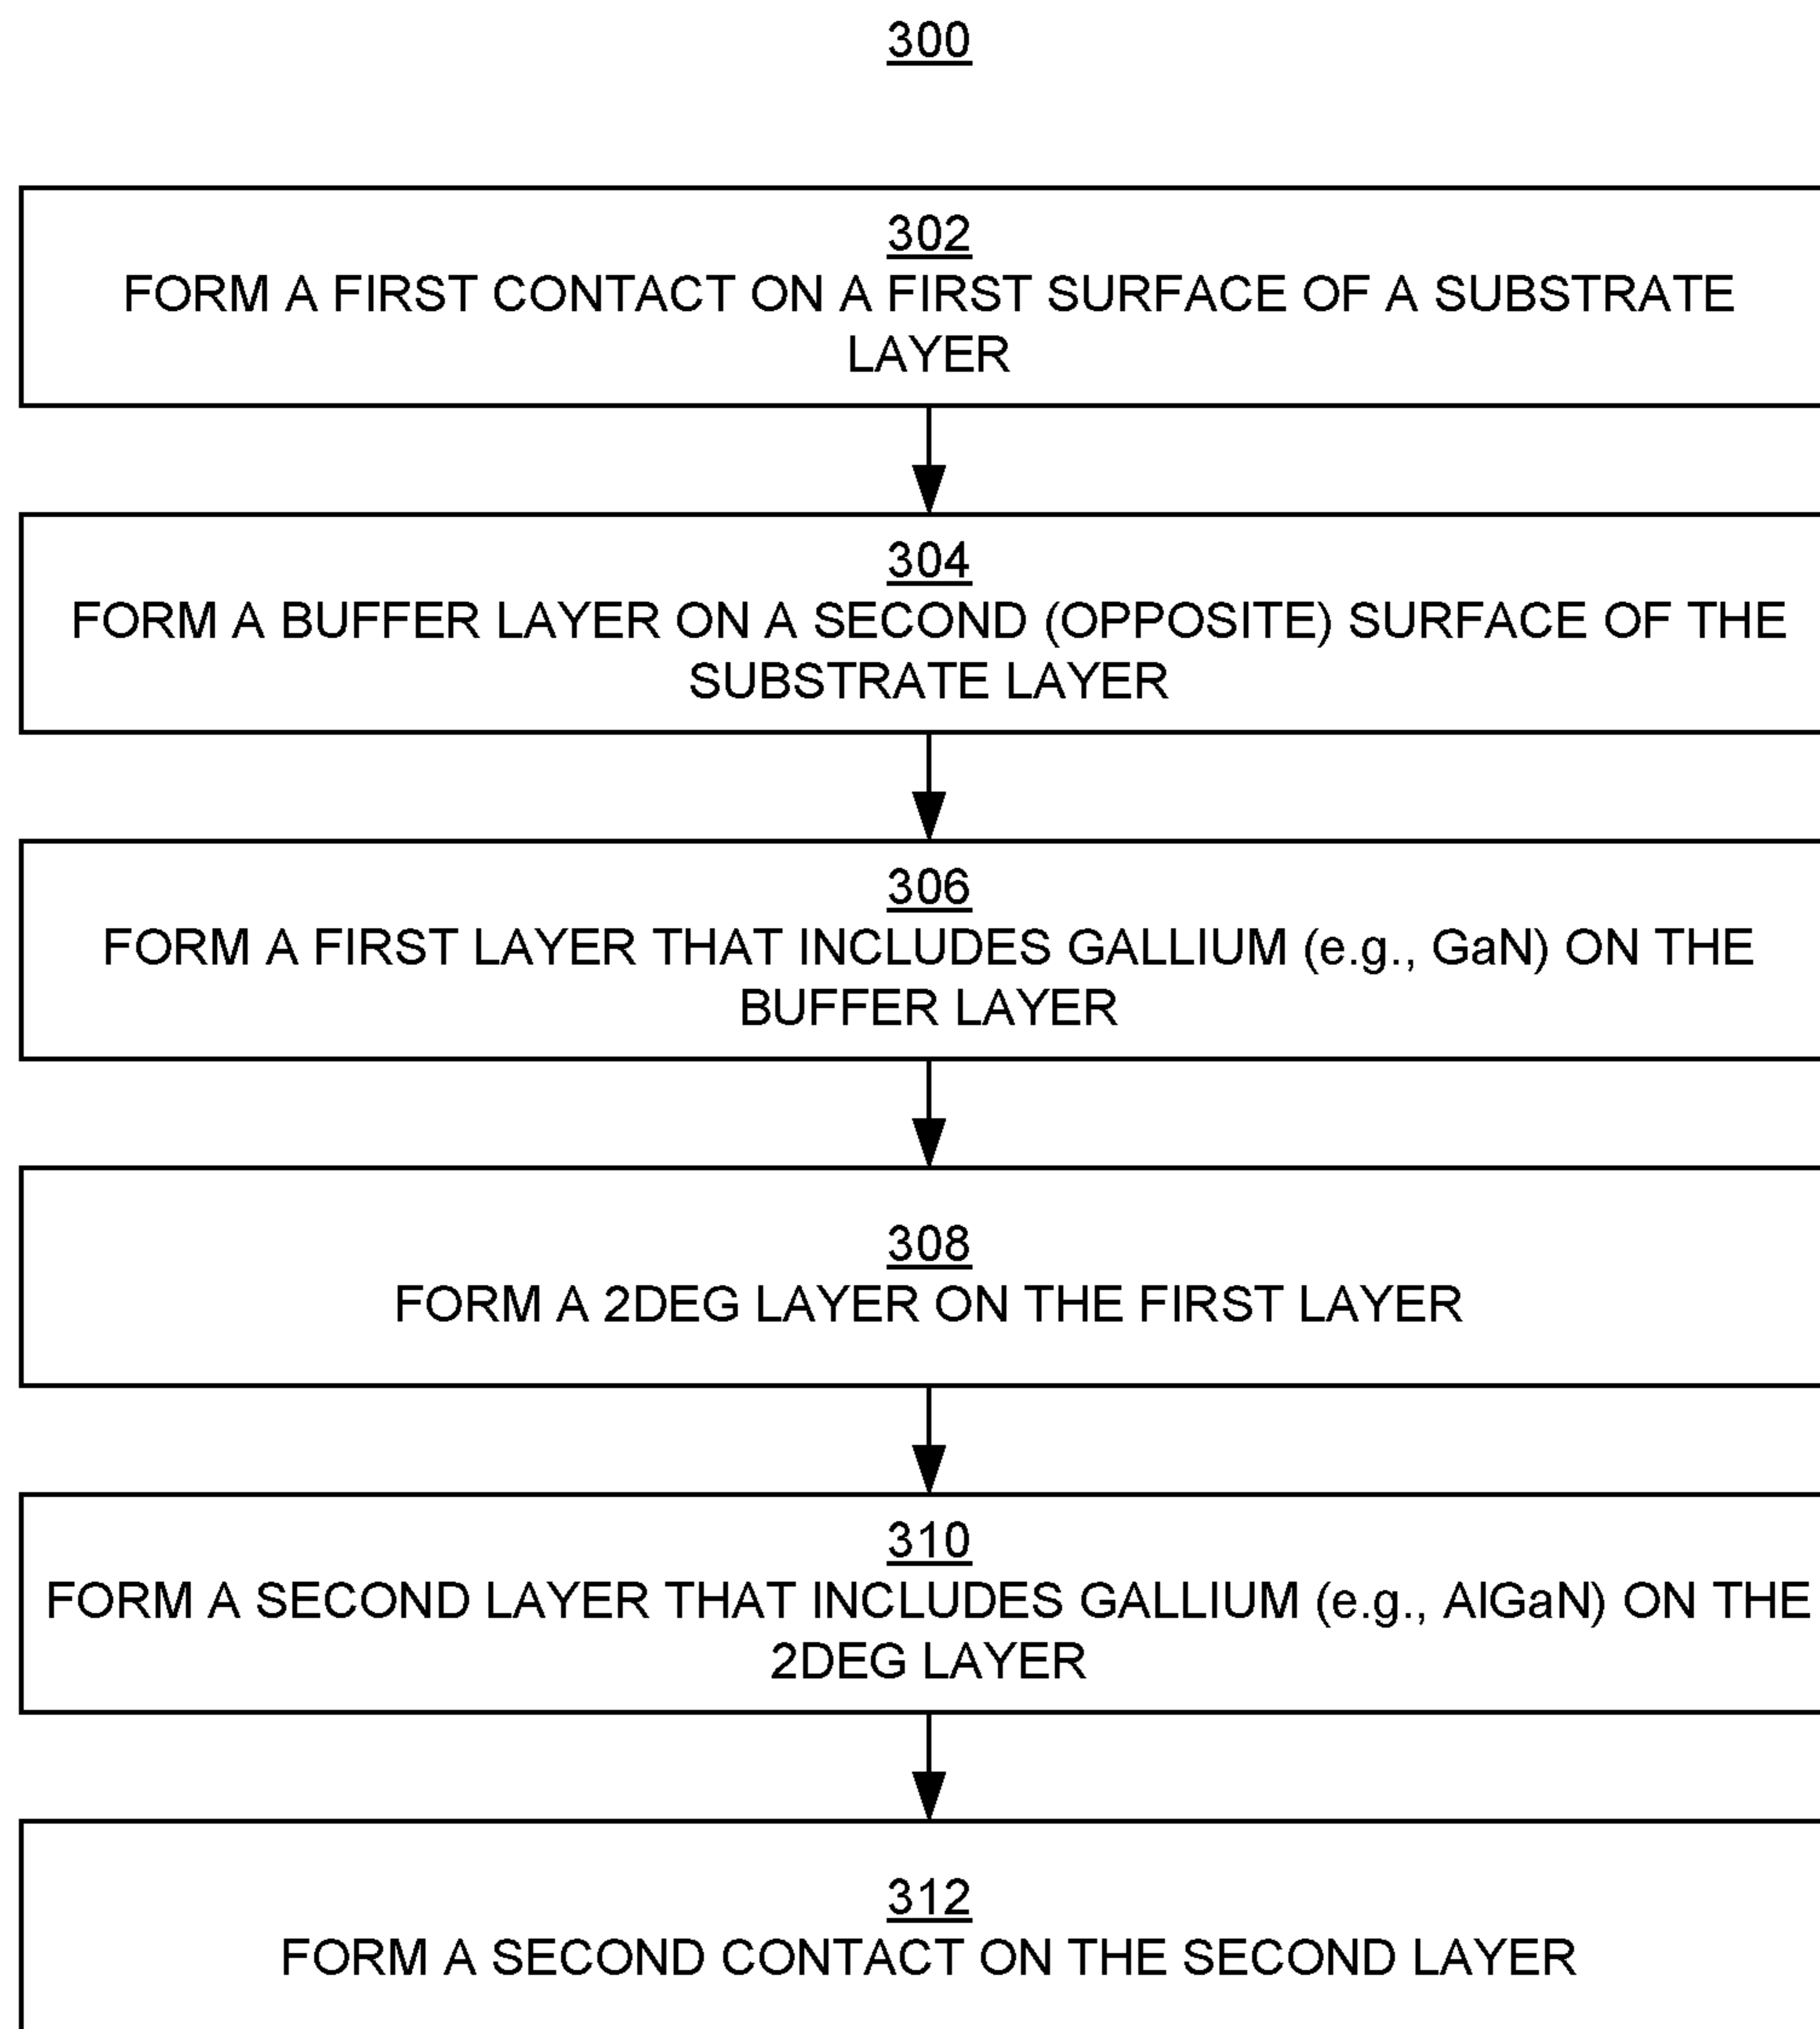 300
302
FORM A FIRST CONTACT ON A FIRST SURFACE OF A SUBSTRATE
LAYER
304
FORM A BUFFER LAYER ON A SECOND (OPPOSITE) SURFACE OF THE
SUBSTRATE LAYER
306
FORM A FIRST LAYER THAT INCLUDES GALLIUM (e.g., GaN) ON THE
BUFFER LAYER
308
FORM A 2DEG LAYER ON THE FIRST LAYER
310
FORM A SECOND LAYER THAT INCLUDES GALLIUM (e.g., AlGaN) ON THE
2DEG LAYER
312
FORM A SECOND CONTACT ON THE SECOND LAYER